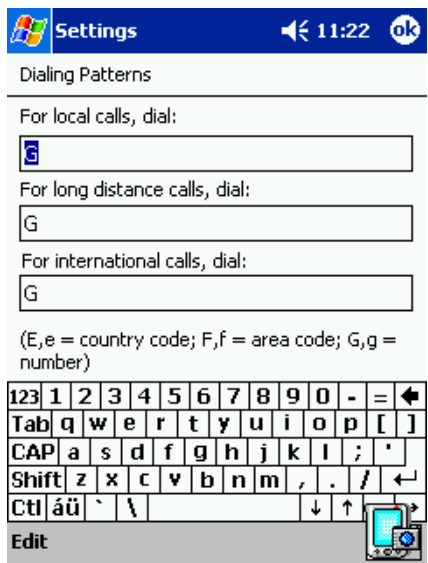 Settings 11:22 ok
Dialing Patterns
For local calls, dial:
G
For long distance calls, dial:
G
For international calls, dial:
G
(E,e = country code; F,f = area code; G,g =
number)
123 1 2 3 4 5 6 7 8 9 0 - =
Tab q w e r t y u i o p [ ]
CAP a s d f g h j k l ; '
Shift z x c v b n m , . /
Ctl áü ` \
Edit